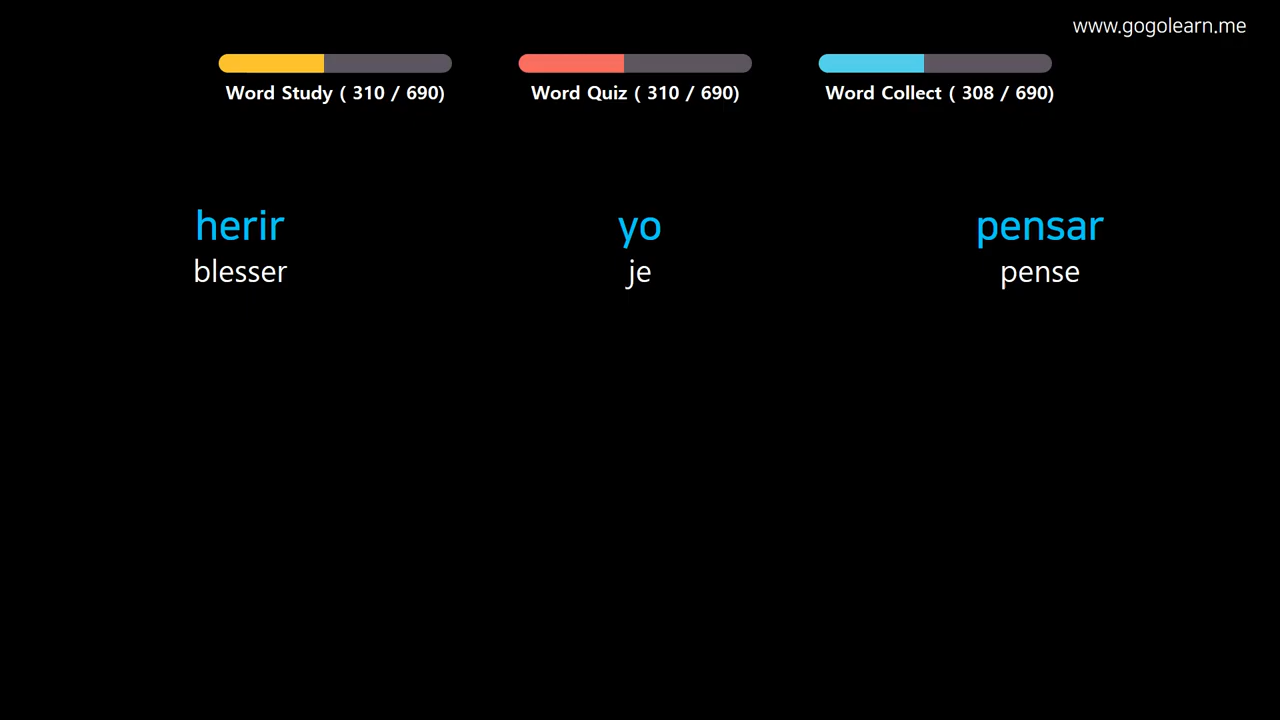 www.gogolearn.me
Word Study ( 310 / 690)
Word Quiz ( 310 / 690)
Word Collect ( 308 / 690)
herir
blesser
yo
je
pensar
pense